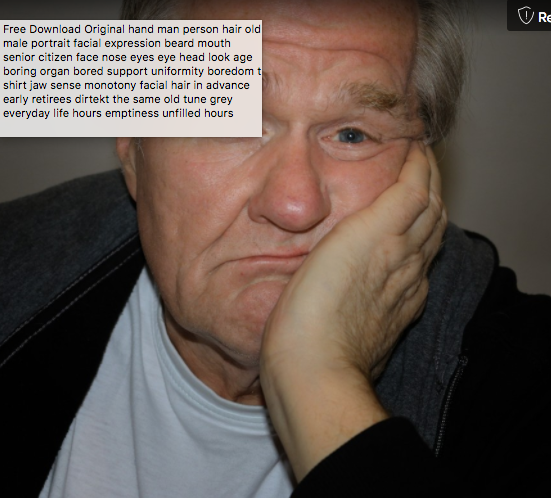 Free Download Original hand man person hair old
male portrait facial expression beard mouth
senior citizen face nose eyes eye head look age
boring organ bored support uniformity boredom t
shirt jaw sense monotony facial hair in advance
early retirees dirtekt the same old tune grey
everyday life hours emptiness unfilled hours
Re